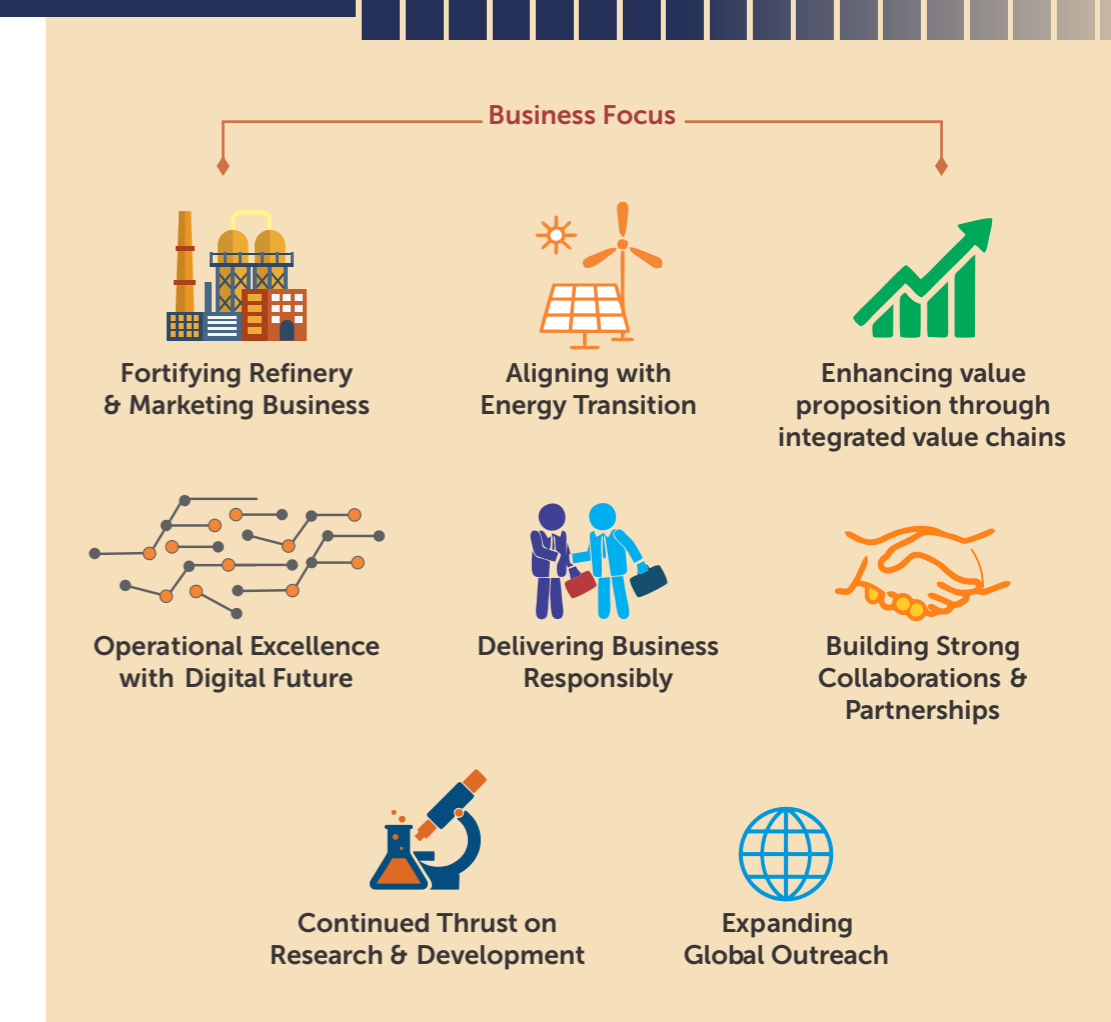 Business Focus
Fortifying Refinery
& Marketing Business
Aligning with
Energy Transition
Enhancing value
proposition through
integrated value chains
Operational Excellence
with Digital Future
Delivering Business
Responsibly
Building Strong
Collaborations &
Partnerships
Continued Thrust on
Research & Development
Expanding
Global Outreach